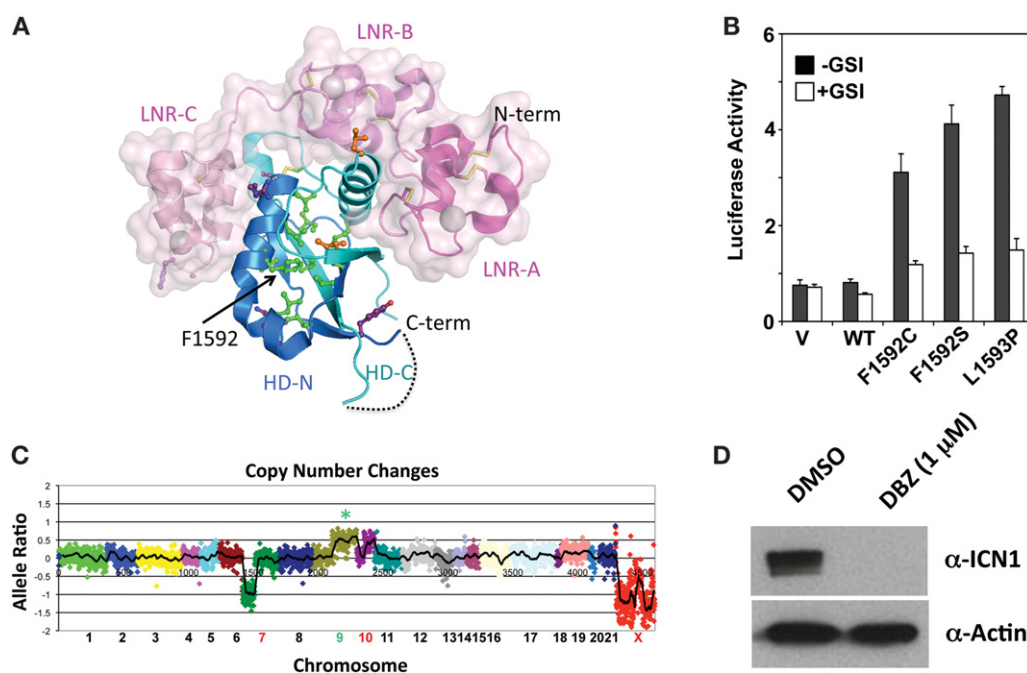 A
LNR-B
LNR-C
N-term
LNR-A
F1592
C-term
HD-N
HD-C
B
6
4
2
0
Luciferase Activity
-GSI
+GSI
V
WT
F1592C
F1592S
L1593P
C
Copy Number Changes
2
1.5
1
0.5
0
-0.5
-1
-1.5
-2
Allele Ratio
*
0 500 1000 1500 2000 2500 3000 3500 4000 4500
1 2 3 4 5 6 7 8 9 10 11 12 13 14 15 16 17 18 19 20 21 X
Chromosome
D
DMSO
DBZ (1 μM)
α-ICN1
α-Actin